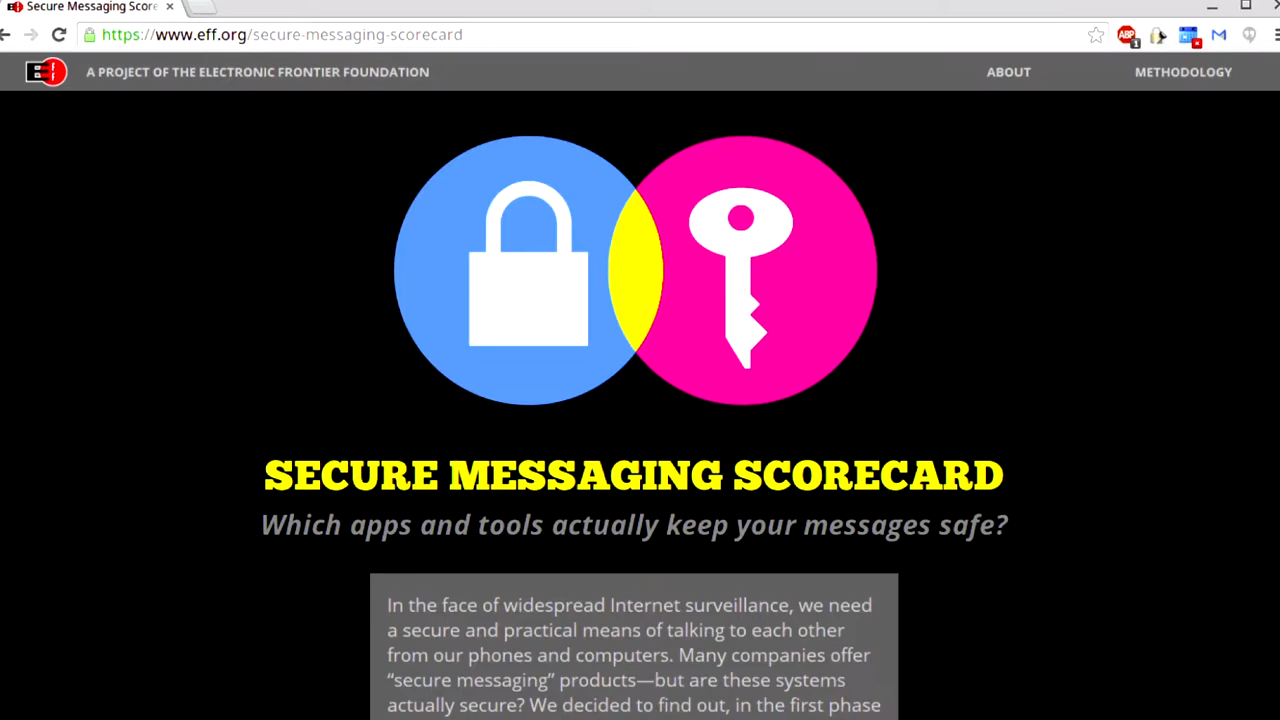 Secure Messaging Score
https://www.eff.org/secure-messaging-scorecard
ABP
1
EFF
A PROJECT OF THE ELECTRONIC FRONTIER FOUNDATION
ABOUT
METHODOLOGY
SECURE MESSAGING SCORECARD
Which apps and tools actually keep your messages safe?
In the face of widespread Internet surveillance, we need
a secure and practical means of talking to each other
from our phones and computers. Many companies offer
“secure messaging” products—but are these systems
actually secure? We decided to find out, in the first phase